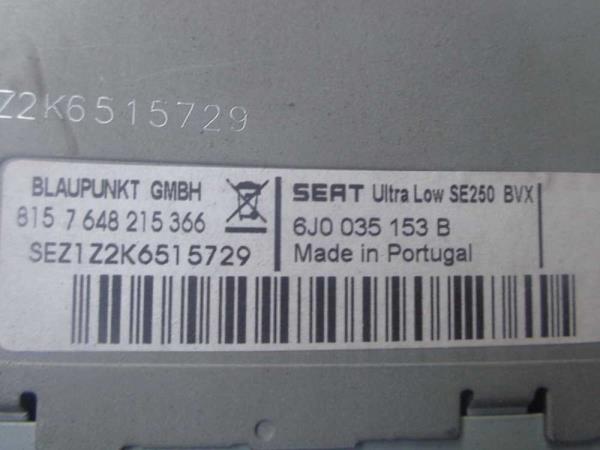 Z2K6515729
BLAUPUNKT GMBH
815 7 648 215 366
SEZ1Z2K6515729
SEAT Ultra Low SE250 BVX
6J0 035 153 B
Made in Portugal